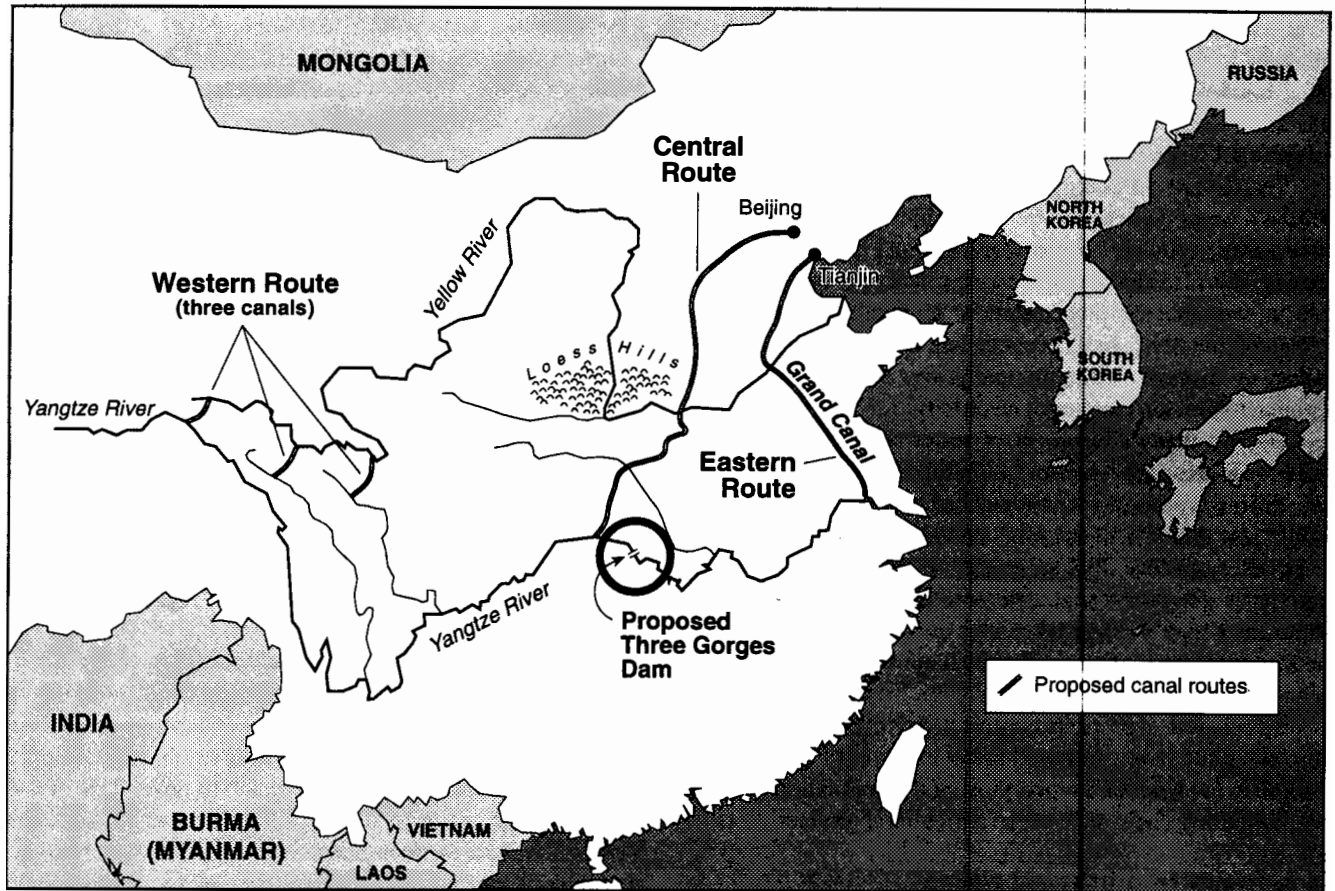 MONGOLIA
RUSSIA
Central
Route
Beijing
NORTH
KOREA
Yellow River
Tianjin
Western Route
(three canals)
Loess Hills
SOUTH
KOREA
Yangtze River
Grand Canal
Eastern
Route
Yangtze River
Proposed
Three Gorges
Dam
Proposed canal routes
INDIA
BURMA
(MYANMAR)
VIETNAM
LAOS